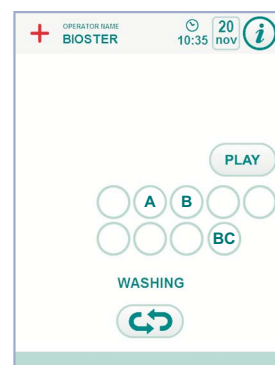 OPERATOR NAME
BIOSTER
10:35
20
nov
i
PLAY
A B
BC
WASHING